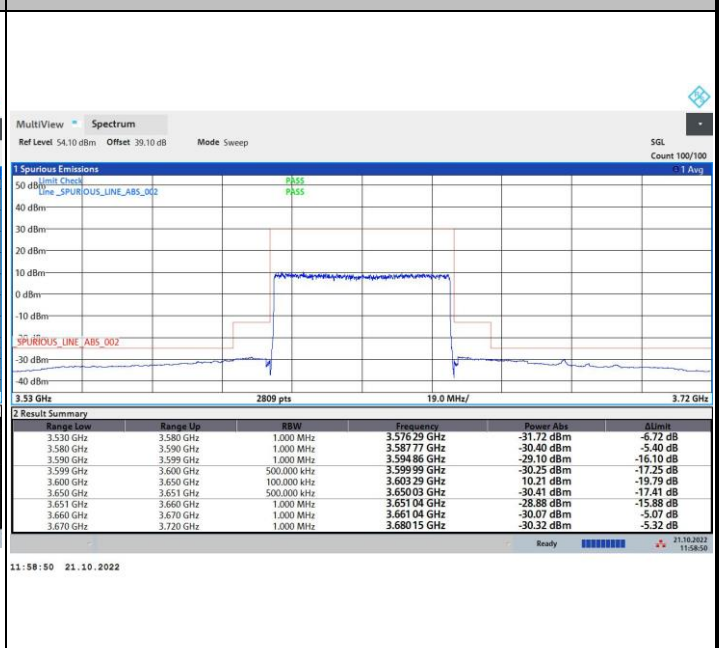 MultiView Spectrum
Ref Level 54.10 dBm Offset 39.10 dB Mode Sweep SGL
Count 100/100
1 Spurious Emissions 1 Avg
Limit Check PASS
50 dBm
Line _SPURIOUS_LINE_ABS_002 PASS
40 dBm
30 dBm
20 dBm
10 dBm
0 dBm
-10 dBm
SPURIOUS_LINE_ABS_002
-30 dBm
-40 dBm
3.53 GHz 2809 pts 19.0 MHz/ 3.72 GHz
2 Result Summary
Range Low Range Up RBW Frequency Power Abs ΔLimit
3.530 GHz 3.580 GHz 1.000 MHz 3.57629 GHz -31.72 dBm -6.72 dB
3.580 GHz 3.590 GHz 1.000 MHz 3.58777 GHz -30.40 dBm -5.40 dB
3.590 GHz 3.599 GHz 1.000 MHz 3.59486 GHz -29.10 dBm -16.10 dB
3.599 GHz 3.600 GHz 500.000 kHz 3.59999 GHz -30.25 dBm -17.25 dB
3.600 GHz 3.650 GHz 100.000 kHz 3.60329 GHz 10.21 dBm -19.79 dB
3.650 GHz 3.651 GHz 500.000 kHz 3.65003 GHz -30.41 dBm -17.41 dB
3.651 GHz 3.660 GHz 1.000 MHz 3.65104 GHz -28.88 dBm -15.88 dB
3.660 GHz 3.670 GHz 1.000 MHz 3.66104 GHz -30.07 dBm -5.07 dB
3.670 GHz 3.720 GHz 1.000 MHz 3.68015 GHz -30.32 dBm -5.32 dB
Ready 21.10.2022
11:58:50
11:58:50 21.10.2022